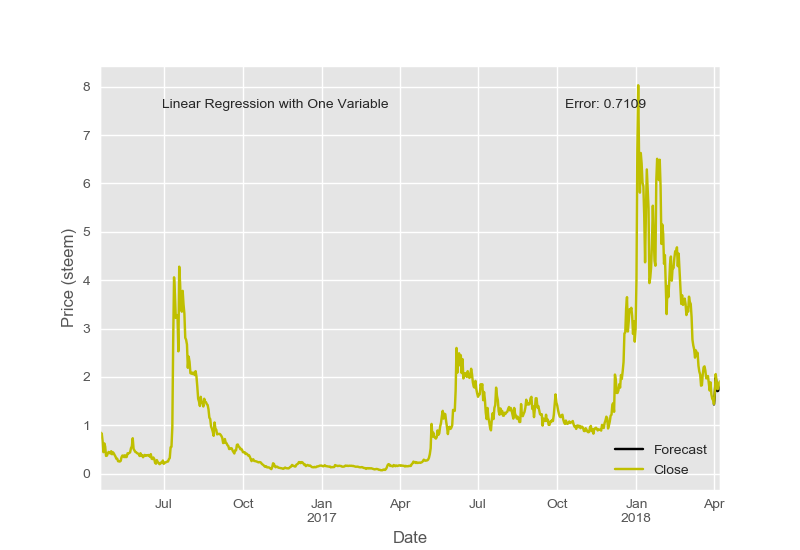 8
7
6
5
4
3
2
1
0
Price (steem)
Linear Regression with One Variable
Error: 0.7109
Forecast
Close
Jul Oct Jan Apr Jul Oct Jan Apr
2017 2018
Date